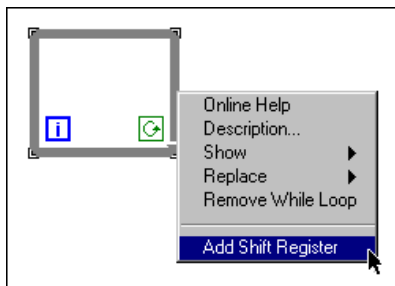 i
Online Help
Description...
Show
Replace
Remove While Loop
Add Shift Register